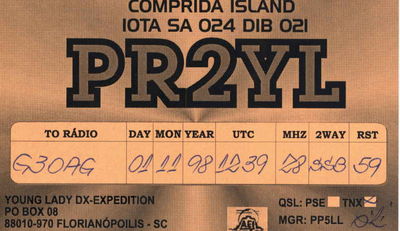 COMPRIDA ISLAND
IOTA SA 024 DIB 021
PR2YL
TO RÁDIO DAY MON YEAR UTC MHZ 2WAY RST
G3OAG 01 11 98 1239 28 SSB 59
YOUNG LADY DX-EXPEDITION QSL: PSE TNX
PO BOX 08 MGR: PP5LL
88010-970 FLORIANÓPOILIS - SC